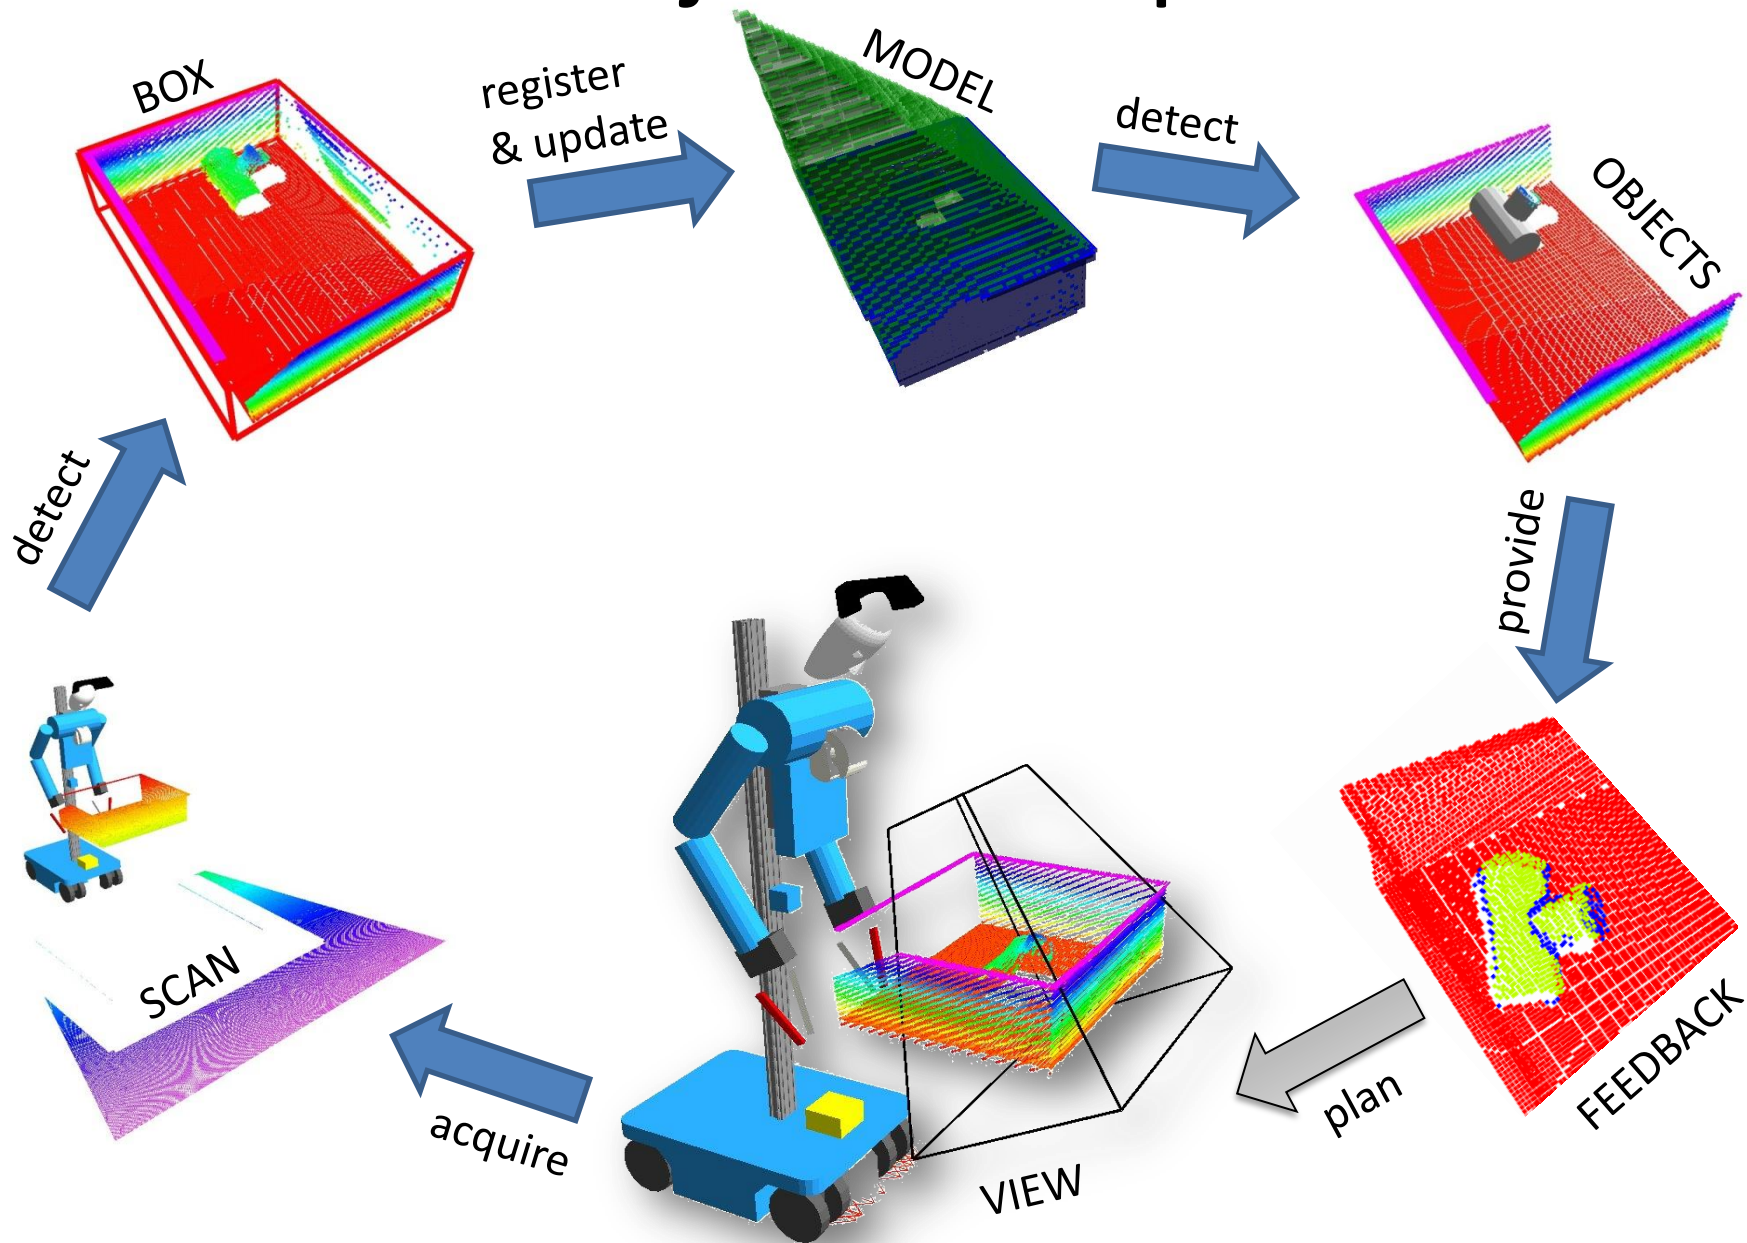 BOX
register
& update
MODEL
detect
OBJECTS
detect
provide
SCAN
acquire
VIEW
plan
FEEDBACK